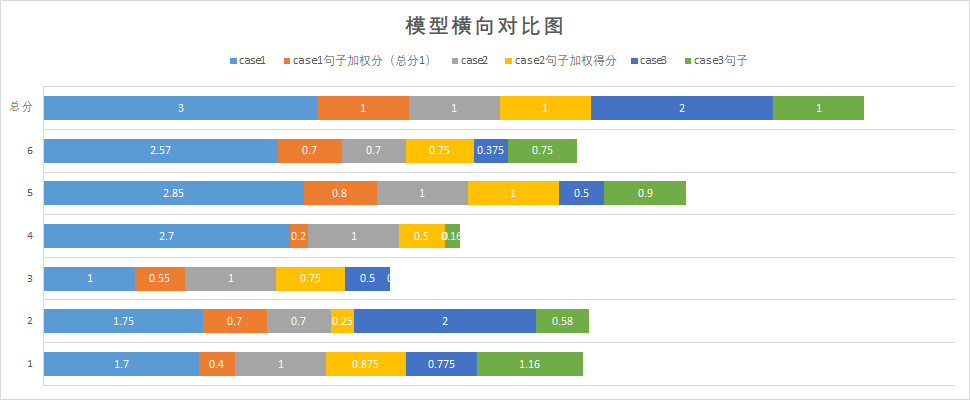 模型横向对比图
case1 case1句子加权分（总分1） case2 case2句子加权得分 case3 case3句子
总分 3 1 1 1 2 1
6 2.57 0.7 0.7 0.75 0.375 0.75
5 2.85 0.8 1 1 0.5 0.9
4 2.7 0.2 1 0.5 0.16
3 1 0.55 1 0.75 0.5
2 1.75 0.7 0.7 0.25 2 0.58
1 1.7 0.4 1 0.875 0.775 1.16